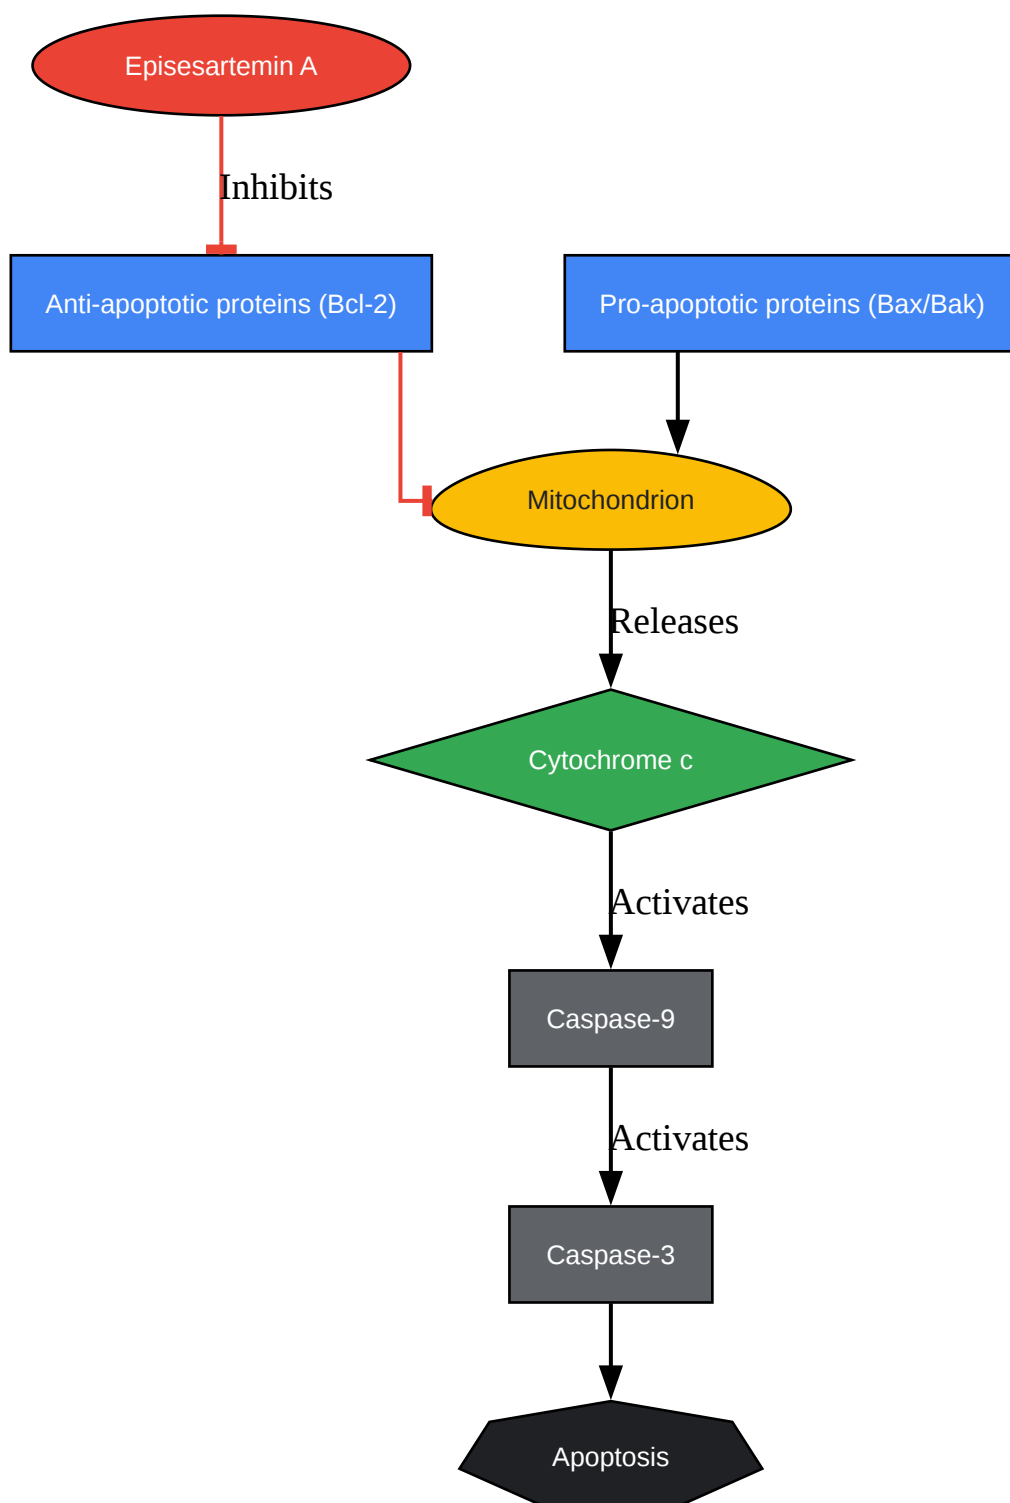 Episesartemin A
Inhibits
Anti-apoptotic proteins (Bcl-2)
Pro-apoptotic proteins (Bax/Bak)
Mitochondrion
Releases
Cytochrome c
Activates
Caspase-9
Activates
Caspase-3
Apoptosis